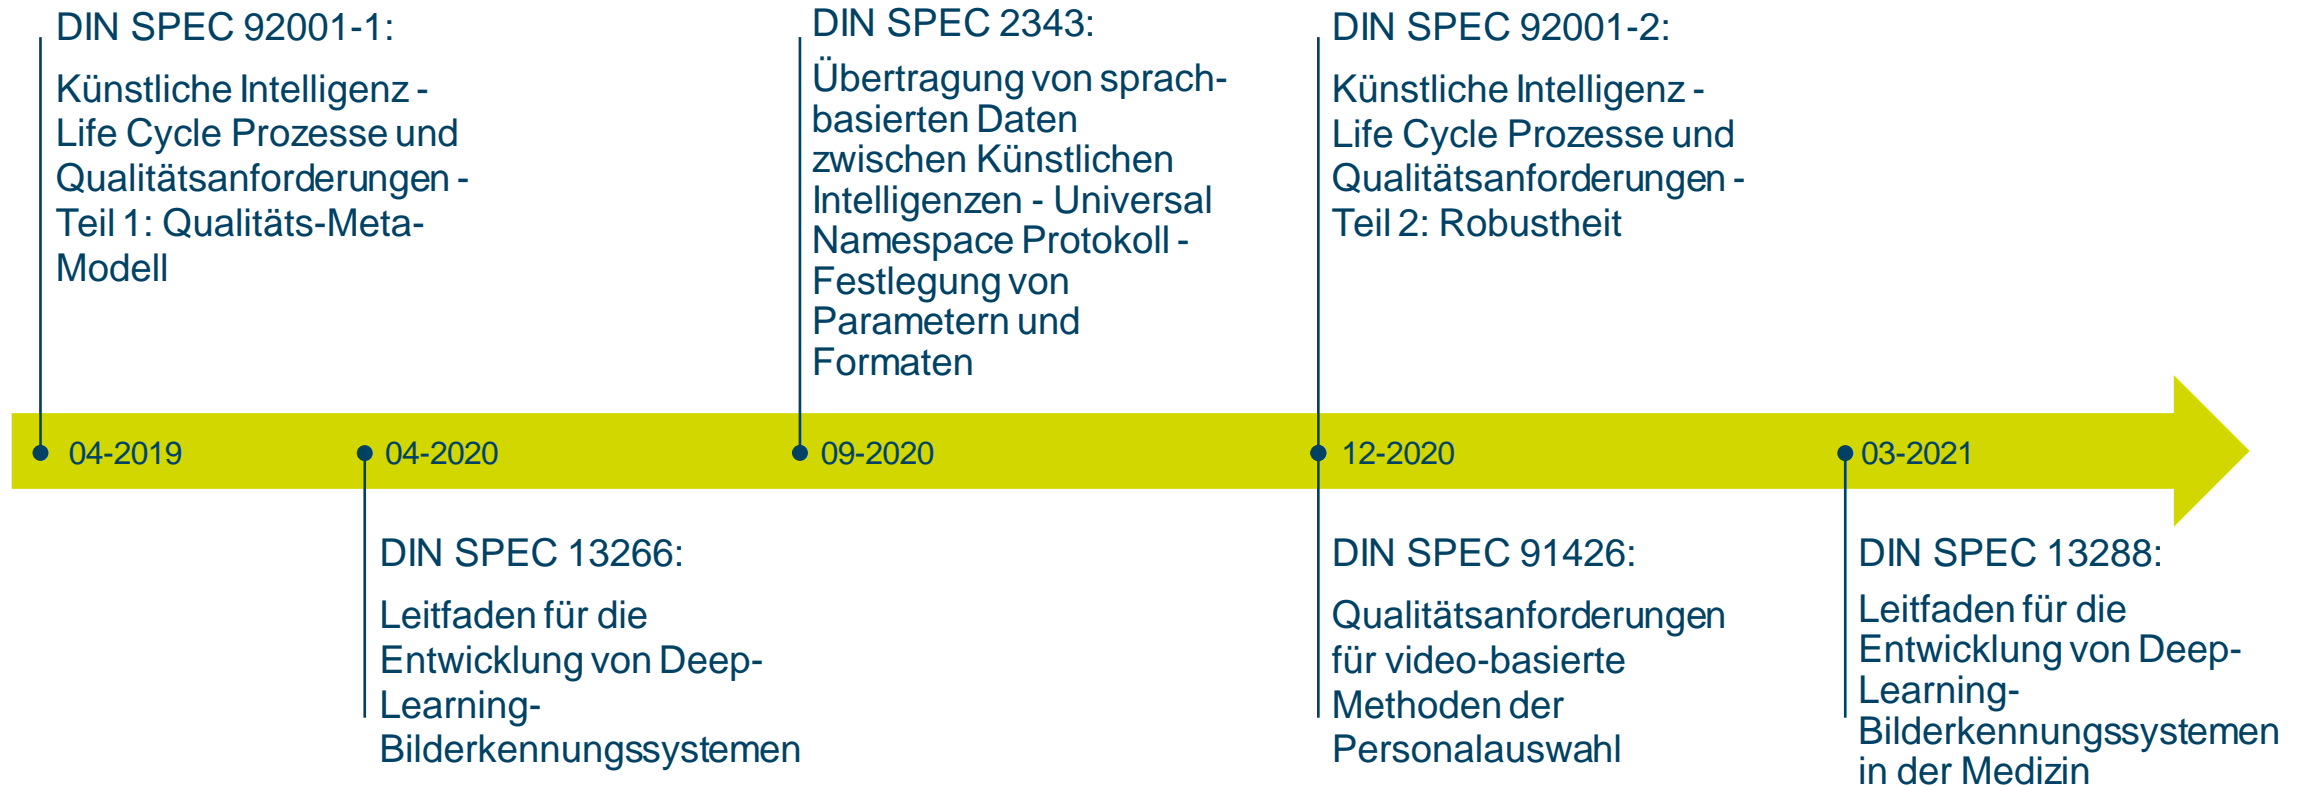 DIN SPEC 92001-1:
Künstliche Intelligenz -
Life Cycle Prozesse und
Qualitätsanforderungen -
Teil 1: Qualitäts-Meta-
Modell
DIN SPEC 2343:
Übertragung von sprach-
basierten Daten
zwischen Künstlichen
Intelligenzen - Universal
Namespace Protokoll -
Festlegung von
Parametern und
Formaten
DIN SPEC 92001-2:
Künstliche Intelligenz -
Life Cycle Prozesse und
Qualitätsanforderungen -
Teil 2: Robustheit
04-2019
04-2020
09-2020
12-2020
03-2021
DIN SPEC 13266:
Leitfaden für die
Entwicklung von Deep-
Learning-
Bilderkennungssystemen
DIN SPEC 91426:
Qualitätsanforderungen
für video-basierte
Methoden der
Personalauswahl
DIN SPEC 13288:
Leitfaden für die
Entwicklung von Deep-
Learning-
Bilderkennungssystemen
in der Medizin